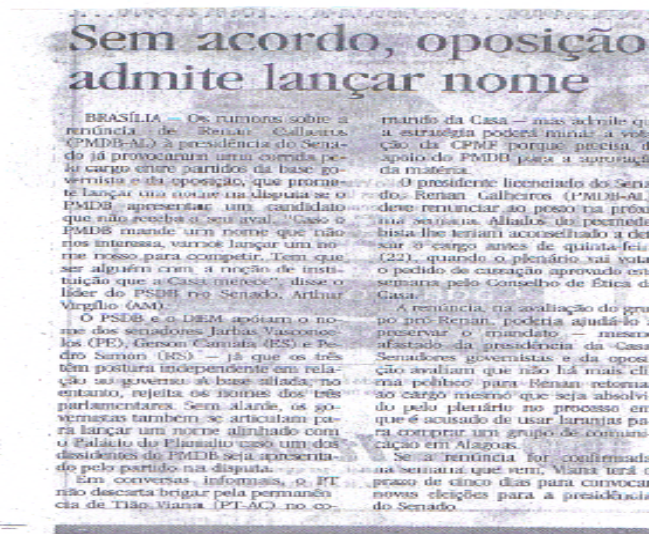 Sem acordo, oposição
admite lançar nome
BRASÍLIA – Os rumores sobre a
renúncia de Renan Calheiros
(PMDB-AL) à presidência do Sena-
do já provocaram uma corrida pe-
lo cargo entre partidos da base go-
vernista e da oposição, que prome-
te lançar um nome na disputa se o
PMDB apresentar um candidato
que não receba o seu aval. "Caso o
PMDB mande um nome que não
nos interessa, vamos lançar um no-
me nosso para competir. Tem que
ser alguém com a noção de insti-
tuição que a Casa merece", disse o
líder do PSDB no Senado, Arthur
Virgílio (AM).
O PSDB e o DEM apóiam o no-
me dos senadores Jarbas Vasconce-
los (PE), Gerson Camata (ES) e Pe-
dro Simon (RS) – já que os três
têm postura independente em rela-
ção ao governo. A base aliada, no
entanto, rejeita os nomes dos três
parlamentares. Sem alarde, os go-
vernistas também se articulam pa-
ra lançar um nome alinhado com
o Palácio do Planalto caso um dos
dissidentes do PMDB seja apresenta-
do pelo partido na disputa.
Em conversas informais, o PT
não descarta brigar pela permanên-
cia de Tião Viana (PT-AC) no co-
mando da Casa – mas admite qu
a estratégia poderá minar a vota-
ção da CPMF porque precisa d
apoio do PMDB para a aprovaçã
da matéria.
O presidente licenciado do Sena
do, Renan Calheiros (PMDB-AL
deve renunciar ao posto na próxi
ma semana. Aliados do peemede
bista lhe teriam aconselhado a dei
xar o cargo antes de quinta-feir
(22), quando o plenário vai vota
o pedido de cassação aprovado est
semana pelo Conselho de Ética d
Casa.
A renúncia, na avaliação do gru
po pró-Renan, poderia ajudá-lo a
preservar o mandato – mesmo
afastado da presidência da Casa
Senadores governistas e da oposi
ção avaliam que não há mais cli
ma político para Renan retorna
ao cargo mesmo que seja absolvi
do pelo plenário no processo em
que é acusado de usar laranjas pa
ra comprar um grupo de comuni
cação em Alagoas.
Se a renúncia for confirmada
na semana que vem, Viana terá o
prazo de cinco dias para convocar
novas eleições para a presidência
do Senado.